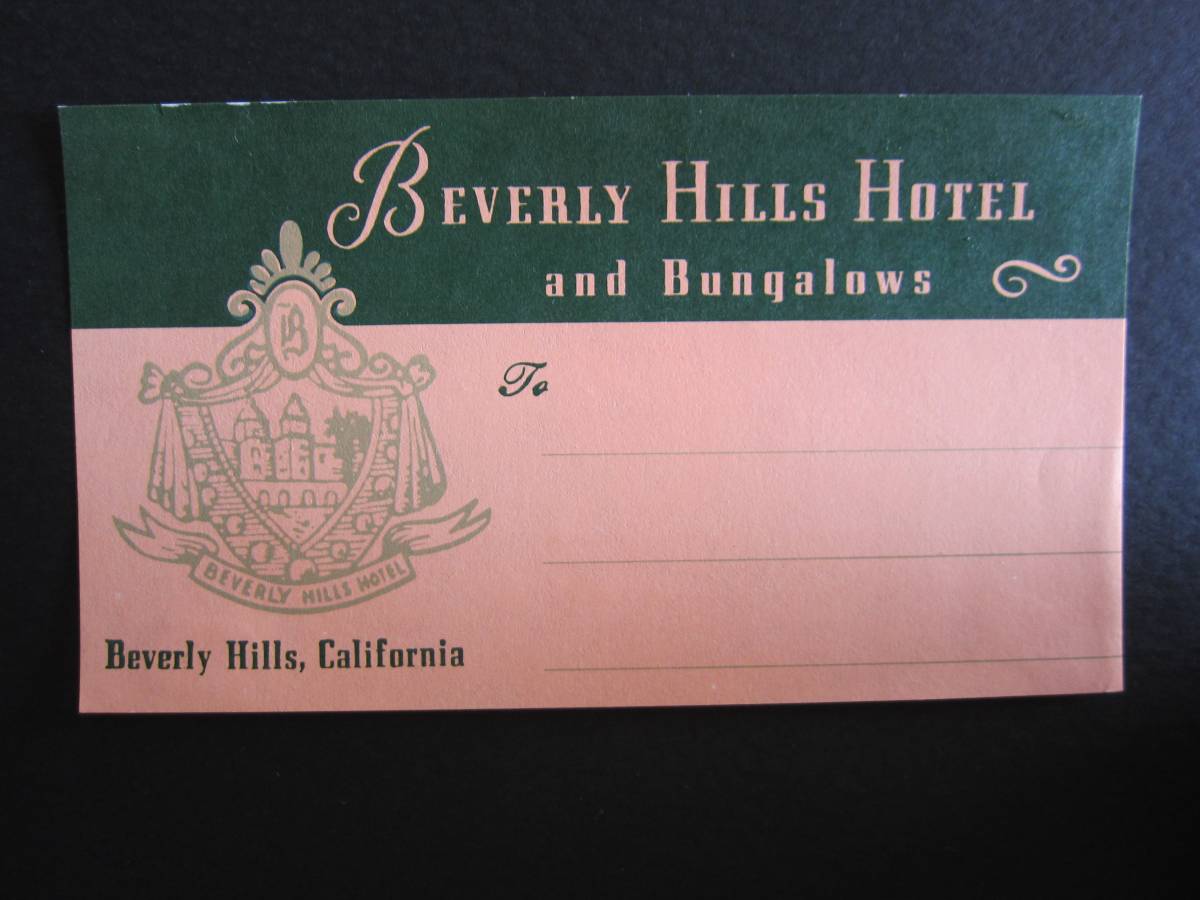 Beverly Hills Hotel
and Bungalows
B
To
BEVERLY HILLS HOTEL
Beverly Hills, California